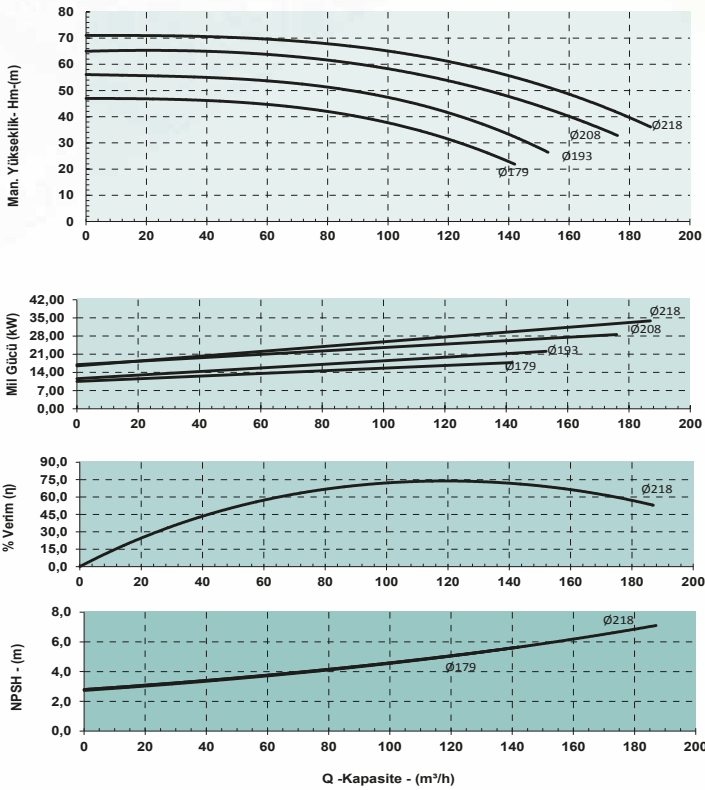 Man. Yükseklik- Hm-(m)
80
70
60
50
40
30
20
10
0
Ø218
Ø208
Ø193
Ø179
0 20 40 60 80 100 120 140 160 180 200
Mil Gücü (kW)
42,00
35,00
28,00
21,00
14,00
7,00
0,00
Ø218
Ø208
Ø193
Ø179
0 20 40 60 80 100 120 140 160 180 200
% Verim (η)
90,0
75,0
60,0
45,0
30,0
15,0
0,0
Ø218
0 20 40 60 80 100 120 140 160 180 200
NPSH - (m)
8,0
6,0
4,0
2,0
0,0
Ø218
Ø179
0 20 40 60 80 100 120 140 160 180 200
Q -Kapasite - (m³/h)